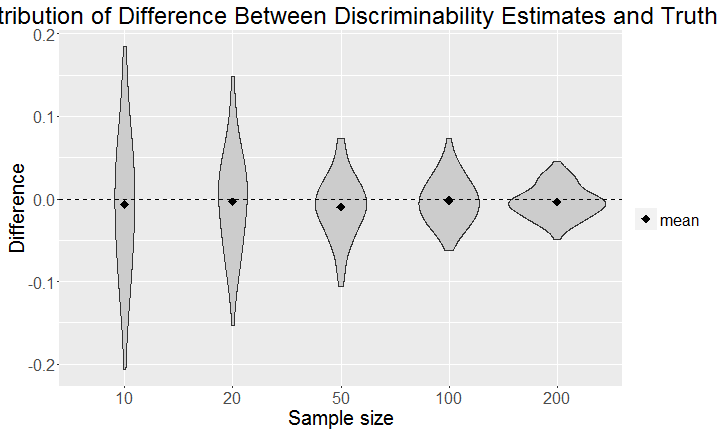 tribution of Difference Between Discriminability Estimates and Truth
0.2
0.1
0.0
-0.1
-0.2
Difference
10 20 50 100 200
Sample size
mean